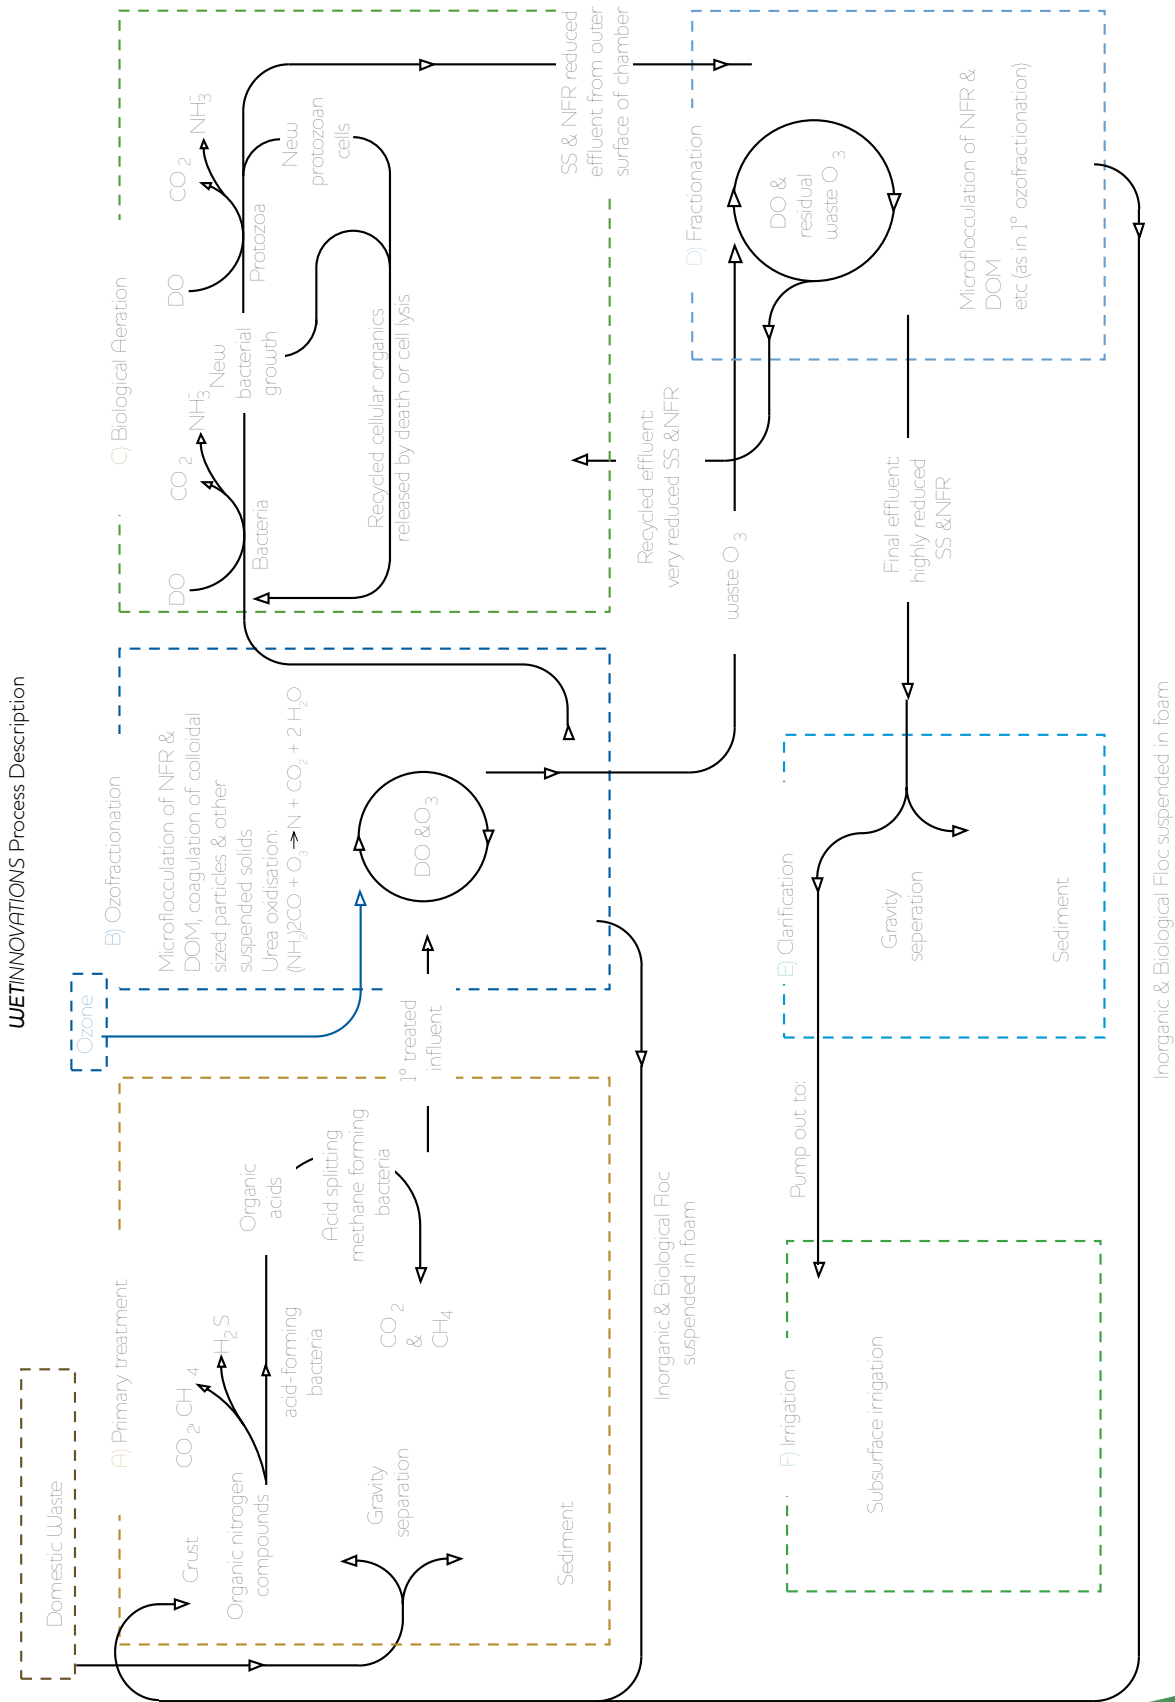 WETINNOVATIONS Process Description
Domestic Waste
A) Primary treatment
Crust
CO2, CH4
H2S
Organic nitrogen
compounds
acid-forming
bacteria
Organic
acids
Acid splitting
methane forming
bacteria
CO2
&
CH4
Gravity
separation
Sediment
1° treated
influent
Ozone
B) Ozofractionation
Microflocculation of NFR &
DOM, coagulation of colloidal
sized particles & other
suspended solids
Urea oxidisation:
(NH2)2CO + O3 → N + CO2 + 2 H2O
DO &O3
Inorganic & Biological Floc
suspended in foam
C) Biological Aeration
DO
CO2
NH3-
Bacteria
New
bacterial
growth
DO
CO2
NH3-
Protozoa
New
protozoan
cells
Recycled cellular organics
released by death or cell lysis
SS & NFR reduced
effluent from outer
surface of chamber
Recycled effluent:
very reduced SS &NFR
waste O3
D) Fractionation
DO &
residual
waste O3
Microflocculation of NFR &
DOM
etc (as in 1° ozofractionation)
Final effluent:
highly reduced
SS &NFR
E) Clarification
Gravity
seperation
Sediment
Pump out to:
F) Irrigation
Subsurface irrigation
Inorganic & Biological Floc suspended in foam